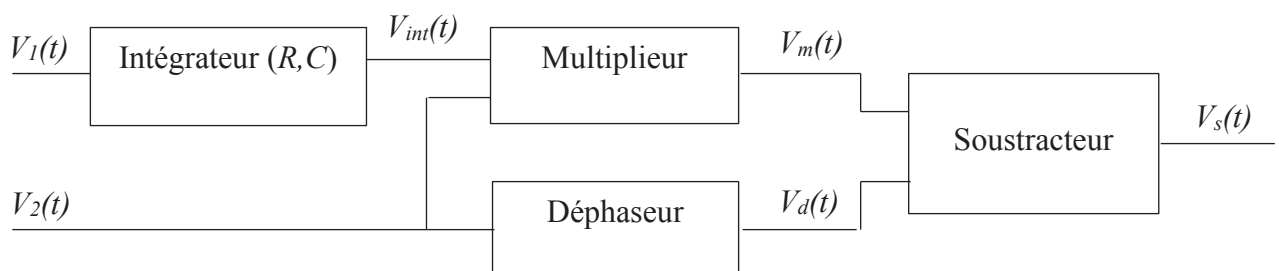 V1(t)
Intégrateur (R,C)
Vint(t)
Multiplieur
Vm(t)
Soustracteur
Vs(t)
V2(t)
Déphaseur
Vd(t)